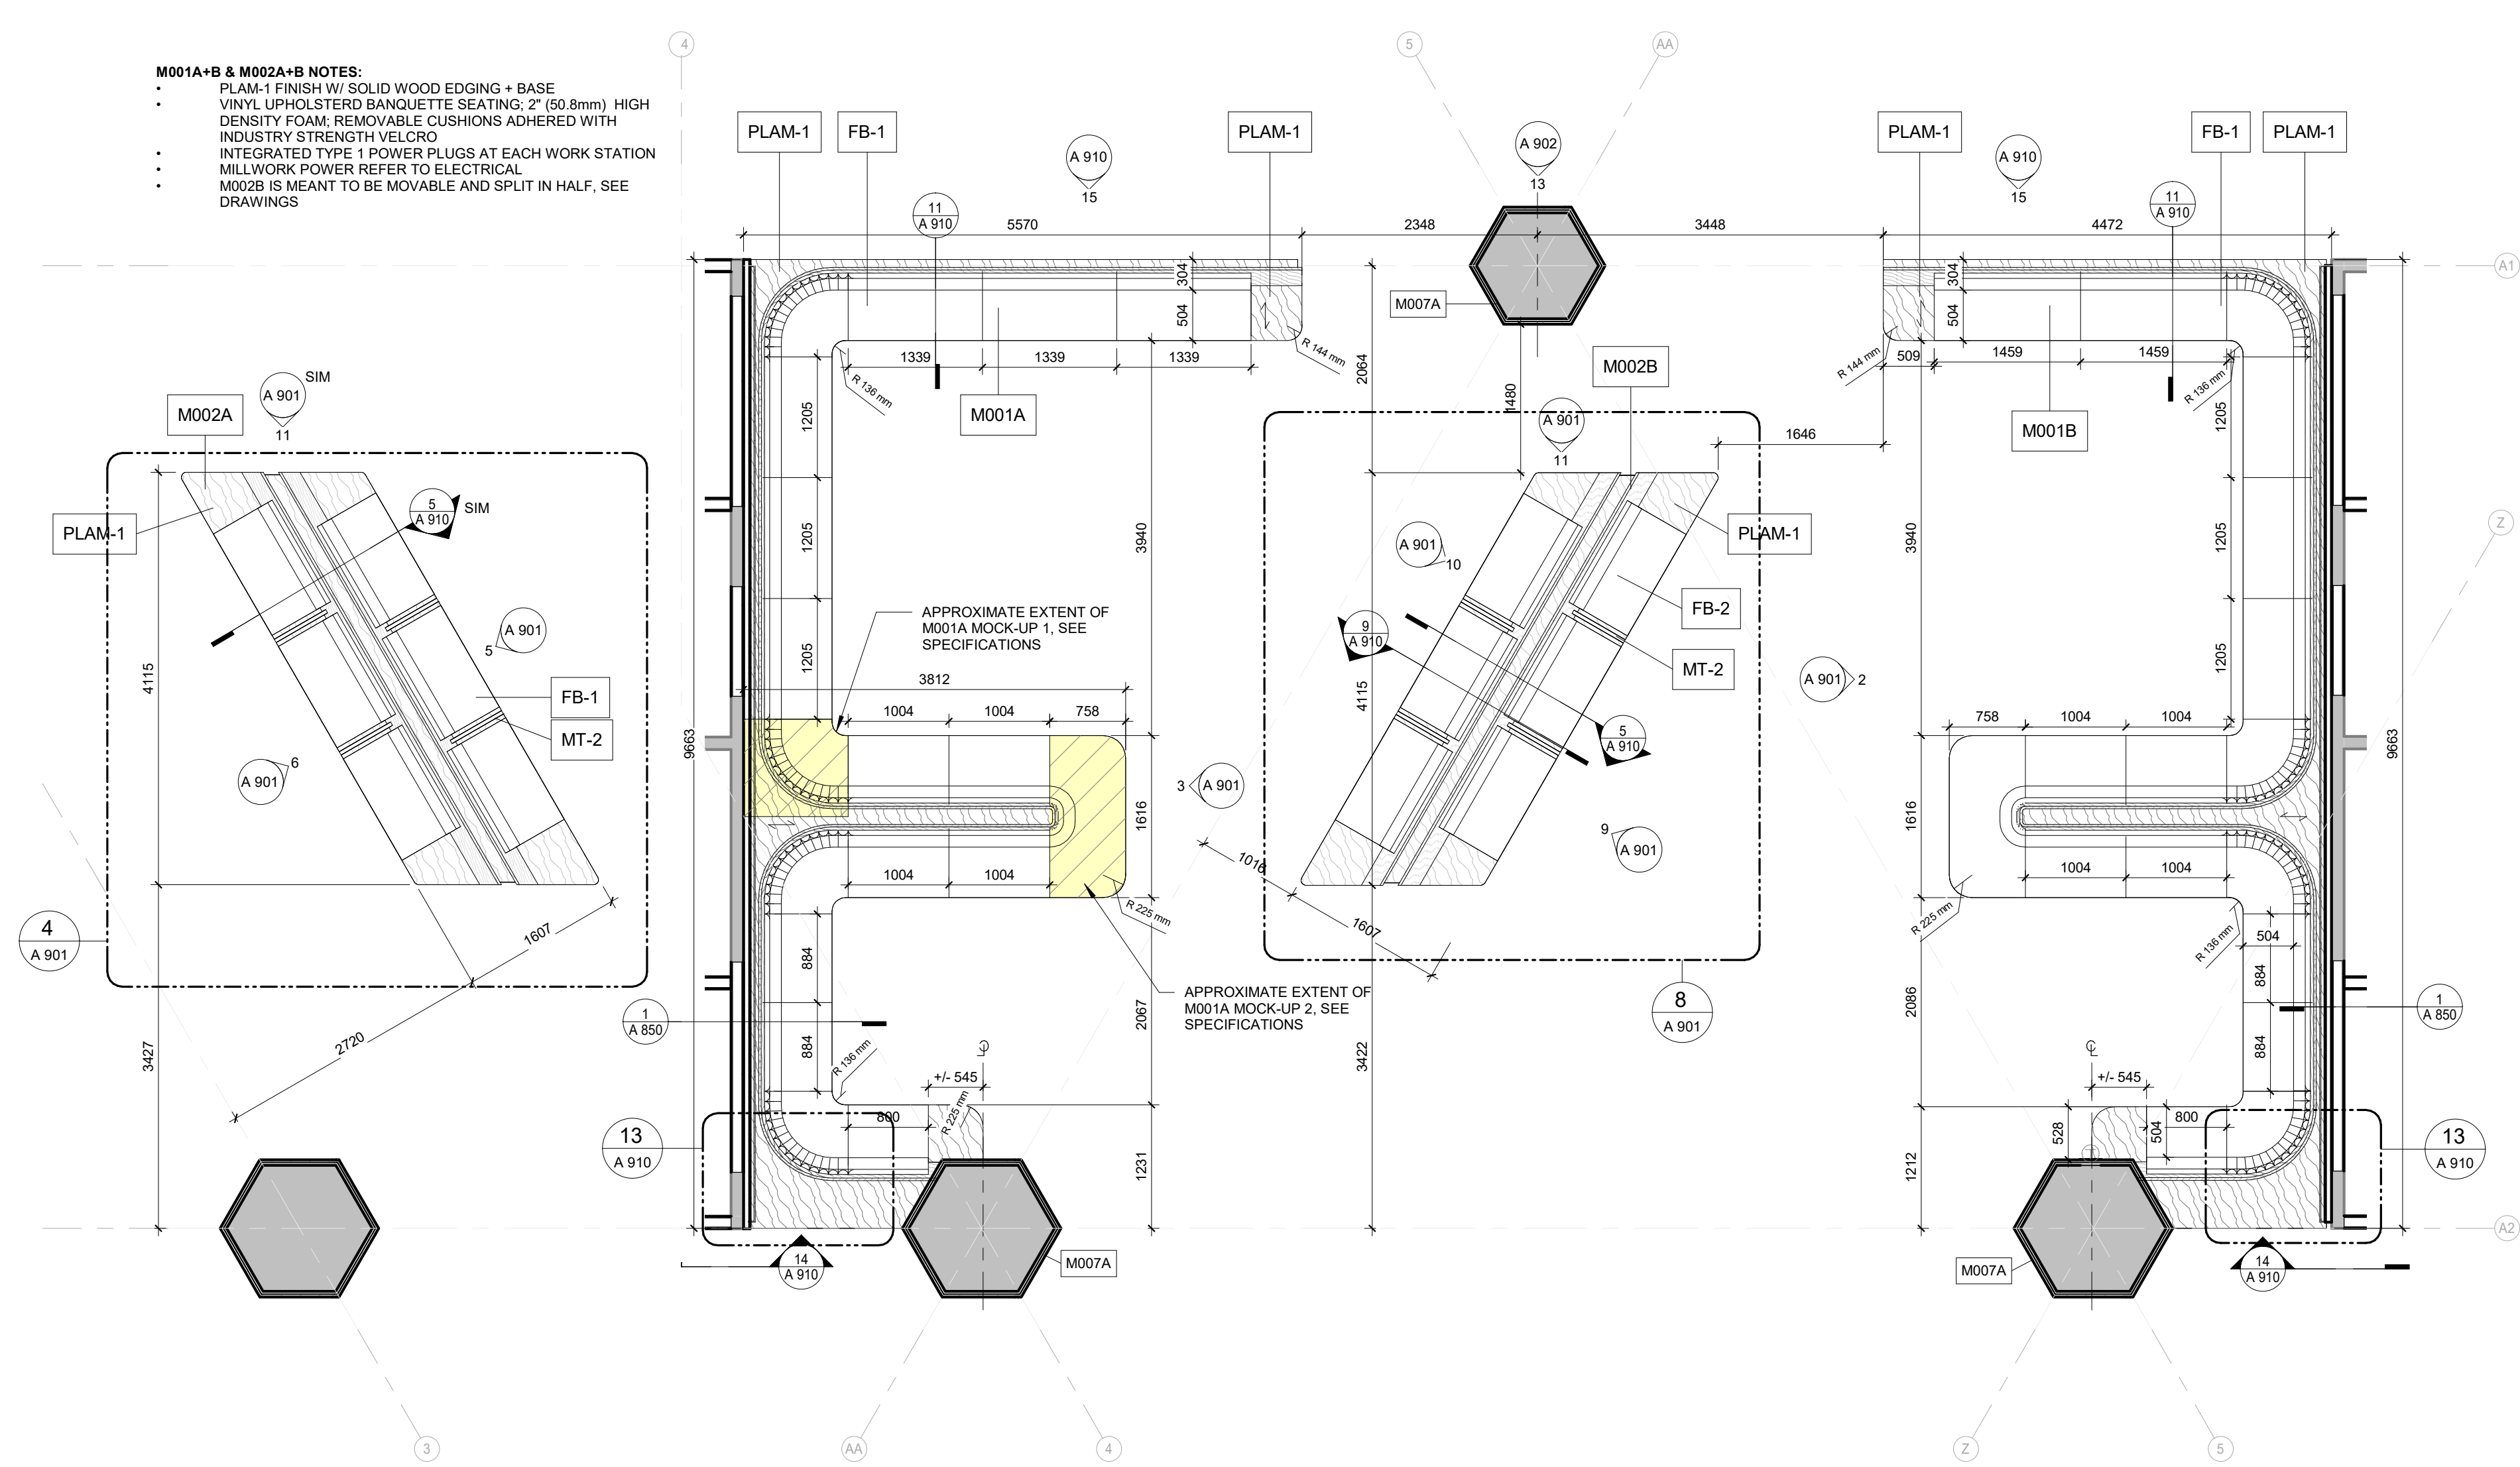 4
5
AA
M001A+B & M002A+B NOTES:
• PLAM-1 FINISH W/ SOLID WOOD EDGING + BASE
• VINYL UPHOLSTERD BANQUETTE SEATING; 2" (50.8mm) HIGH
DENSITY FOAM; REMOVABLE CUSHIONS ADHERED WITH
INDUSTRY STRENGTH VELCRO
• INTEGRATED TYPE 1 POWER PLUGS AT EACH WORK STATION
• MILLWORK POWER REFER TO ELECTRICAL
• M002B IS MEANT TO BE MOVABLE AND SPLIT IN HALF, SEE
DRAWINGS
PLAM-1
FB-1
PLAM-1
PLAM-1
FB-1
PLAM-1
A 910
15
A 902
13
A 910
15
11
A 910
11
A 910
5570
2348
3448
4472
A1
304
504
304
504
M007A
R 144 mm
R 144 mm
1339
1339
1339
509
1459
1459
R 136 mm
R 136 mm
2064
1480
M002B
A 901
SIM
11
M002A
M001A
M001B
A 901
11
1646
1205
1205
1205
1205
1205
1205
5
A 910
SIM
PLAM-1
PLAM-1
A 901
10
3940
3940
Z
APPROXIMATE EXTENT OF
M001A MOCK-UP 1, SEE
SPECIFICATIONS
FB-2
MT-2
9
A 910
A 901
5
A 901
2
4115
4115
3812
FB-1
MT-2
1004
1004
758
758
1004
1004
5
A 910
9663
9663
A 901
6
3
A 901
1616
1616
A 901
9
1016
1607
1607
1004
1004
1004
1004
R 225 mm
R 225 mm
R 136 mm
504
4
A 901
884
884
884
884
2720
3427
1
A 850
1
A 850
2067
2086
3422
APPROXIMATE EXTENT OF
M001A MOCK-UP 2, SEE
SPECIFICATIONS
8
A 901
R 136 mm
+/- 545
+/- 545
800
R 225 mm
528
504
800
13
A 910
13
A 910
1231
1212
A2
14
A 910
M007A
M007A
14
A 910
3
AA
4
Z
5